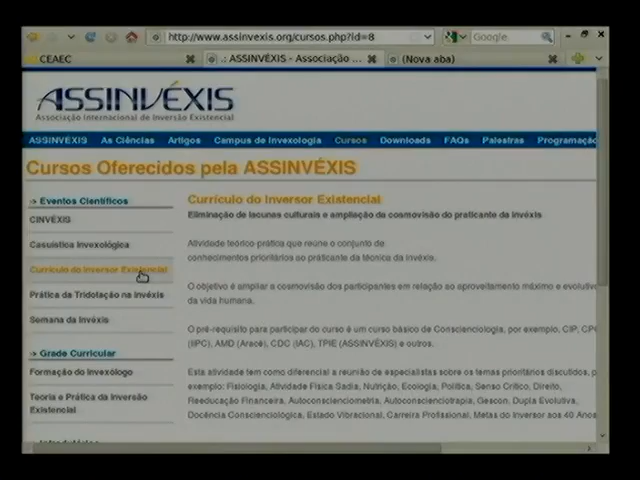 http://www.assinvexis.org/cursos.php?id=8
Google
CEAEC
.: ASSINVÉXIS - Associação ...
(Nova aba)
ASSINVÉXIS
Associação Internacional de Inversão Existencial
ASSINVÉXIS As Ciências Artigos Campus de Invexologia Cursos Downloads FAQs Palestras Programação
Cursos Oferecidos pela ASSINVÉXIS
-> Eventos Científicos
CINVÉXIS
Casuística Invexológica
Currículo do Inversor Existencial
Prática da Tridotação na Invéxis
Semana da Invéxis
-> Grade Curricular
Formação do Invexólogo
Teoria e Prática da Inversão
Existencial
Currículo do Inversor Existencial
Eliminação de lacunas culturais e ampliação da cosmovisão do praticante da invéxis
Atividade teórico-prática que reúne o conjunto de
conhecimentos prioritários ao praticante da técnica da invéxis.
O objetivo é ampliar a cosmovisão dos participantes em relação ao aproveitamento máximo e evolutivo
da vida humana.
O pré-requisito para participar do curso é um curso básico de Conscienciologia, por exemplo, CIP, CPC
(IIPC), AMD (Aracê), CDC (IAC), TPIE (ASSINVÉXIS) e outros.
Esta atividade tem como diferencial a reunião de especialistas sobre os temas prioritários discutidos, p
exemplo: Fisiologia, Atividade Física Sadia, Nutrição, Ecologia, Política, Senso Crítico, Direito,
Reeducação Financeira, Autoconscienciometria, Autoconsciencioterapia, Gescon, Dupla Evolutiva,
Docência Conscienciológica, Estado Vibracional, Carreira Profissional, Metas do Inversor aos 40 Anos